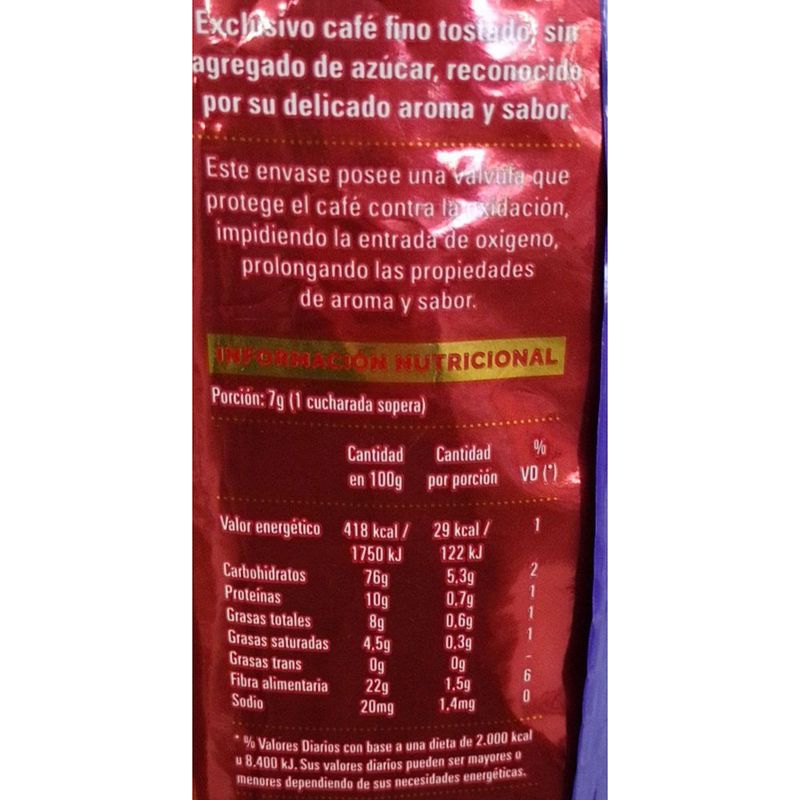 Exclusivo café fino tostado, sin
agregado de azúcar, reconocido
por su delicado aroma y sabor.
Este envase posee una válvula que
protege el café contra la oxidación,
impidiendo la entrada de oxígeno,
prolongando las propiedades
de aroma y sabor.
INFORMACIÓN NUTRICIONAL
Porción: 7g (1 cucharada sopera)
Cantidad Cantidad %
en 100g por porción VD (*)
Valor energético 418 kcal / 29 kcal / 1
1750 kJ 122 kJ
Carbohidratos 76g 5,3g 2
Proteínas 10g 0,7g 1
Grasas totales 8g 0,6g 1
Grasas saturadas 4,5g 0,3g 1
Grasas trans 0g 0g -
Fibra alimentaria 22g 1,5g 6
Sodio 20mg 1,4mg 0
* % Valores Diarios con base a una dieta de 2.000 kcal
u 8.400 kJ. Sus valores diarios pueden ser mayores o
menores dependiendo de sus necesidades energéticas.